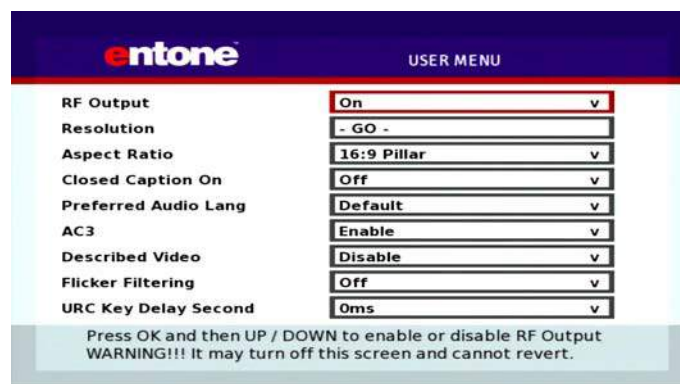 entone
USER MENU
RF Output On v
Resolution - GO -
Aspect Ratio 16:9 Pillar v
Closed Caption On Off v
Preferred Audio Lang Default v
AC3 Enable v
Described Video Disable v
Flicker Filtering Off v
URC Key Delay Second 0ms v
Press OK and then UP / DOWN to enable or disable RF Output
WARNING!!! It may turn off this screen and cannot revert.